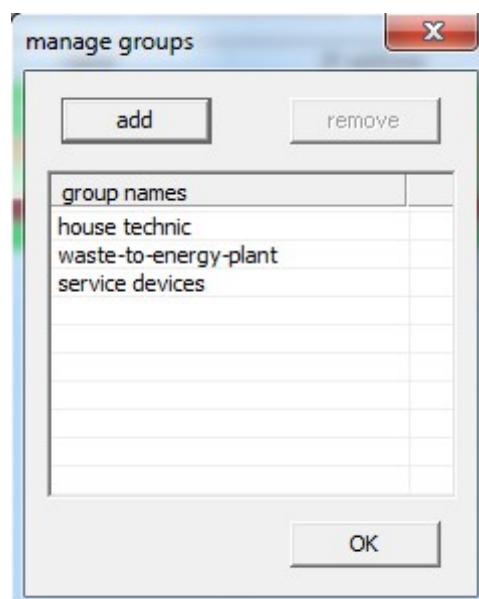 manage groups
add remove
group names
house technic
waste-to-energy-plant
service devices
OK